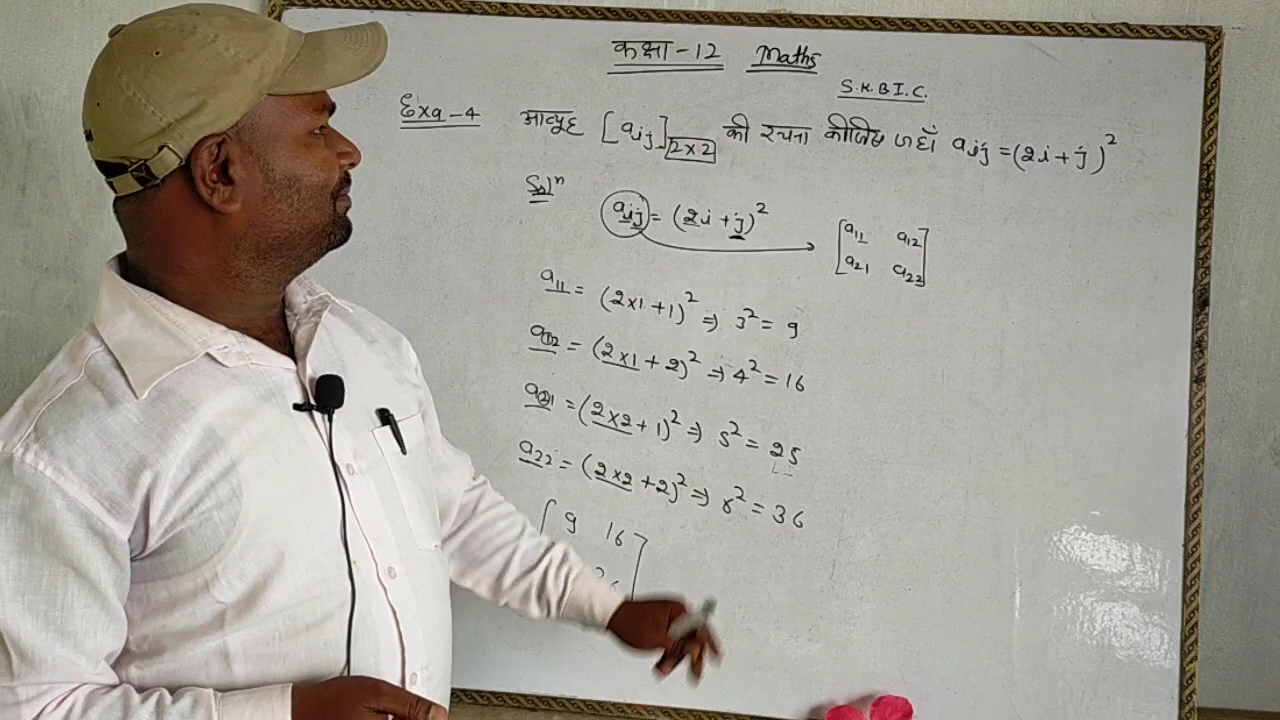 कक्षा-12 Maths
S.K.B.I.C.
Exa-4 आव्यूह [aij]2×2 की रचना कीजिए जहाँ aij = (2i+j)²
Solⁿ
aij = (2i+j)²
a11 a12
a21 a22
a11 = (2×1+1)² ⇒ 3² = 9
a12 = (2×1+2)² ⇒ 4² = 16
a21 = (2×2+1)² ⇒ 5² = 25
a22 = (2×2+2)² ⇒ 6² = 36
9 16